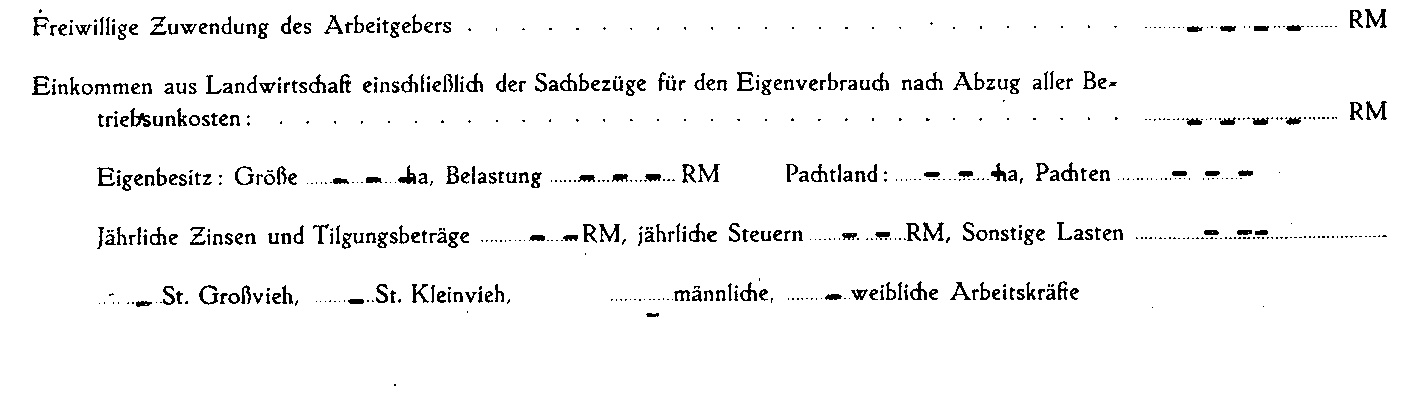 Freiwillige Zuwendung des Arbeitgebers . . . . . . . . . . . . . . . . . . . . . . . . . - - - - RM
Einkommen aus Landwirtschaft einschließlich der Sachbezüge für den Eigenverbrauch nach Abzug aller Be-
triebsunkosten: . . . . . . . . . . . . . . . . . . . . . . . . . . . . . . . . - - - - RM
Eigenbesitz: Größe - - - ha, Belastung - - - RM Pachtland: - - - ha, Pachten - - -
Jährliche Zinsen und Tilgungsbeträge - - RM, jährliche Steuern - - RM, Sonstige Lasten - --
- St. Großvieh, - St. Kleinvieh, - männliche, - weibliche Arbeitskräfte